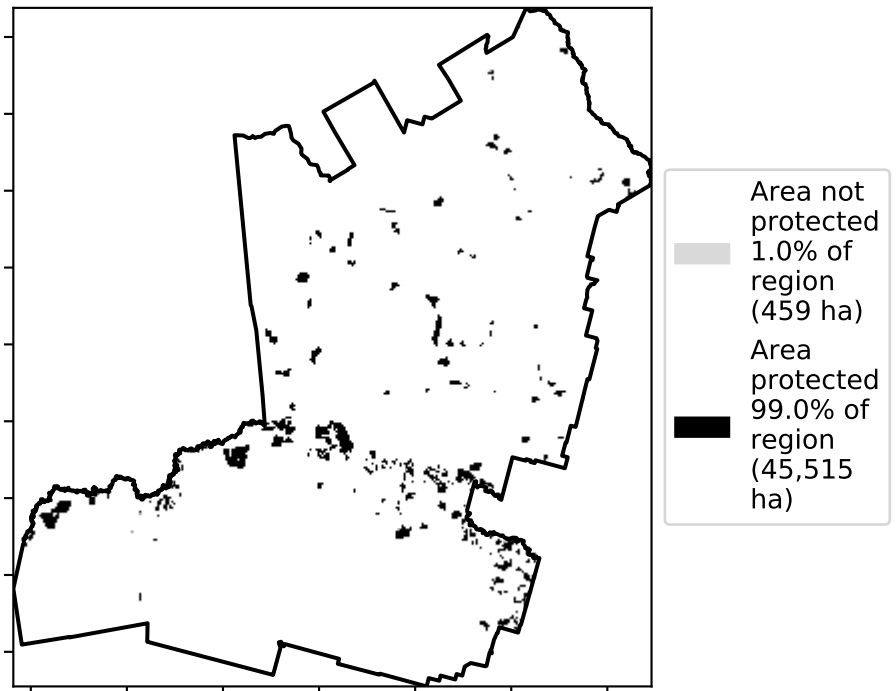 Area not
protected
1.0% of
region
(459 ha)
Area
protected
99.0% of
region
(45,515
ha)